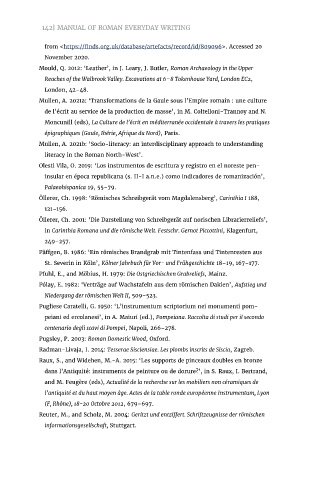 142| MANUAL OF ROMAN EVERYDAY WRITING
from <https://finds.org.uk/database/artefacts/record/id/809096>. Accessed 20
November 2020.
Mould, Q. 2012: 'Leather', in J. Leary, J. Butler, Roman Archaeology in the Upper
Reaches of the Walbrook Valley. Excavations at 6-8 Tokenhouse Yard, London EC2,
London, 42-48.
Mullen, A. 2021a: 'Transformations de la Gaule sous l'Empire romain : une culture
de l'écrit au service de la production de masse', in M. Coltelloni-Trannoy and N.
Moncunill (eds), La Culture de l'écrit en méditerranée occidentale à travers les pratiques
épigraphiques (Gaule, Ibérie, Afrique du Nord), Paris.
Mullen, A. 2021b: 'Socio-literacy: an interdisciplinary approach to understanding
literacy in the Roman North-West'.
Olesti Vila, O. 2019: 'Los instrumentos de escritura y registro en el noreste pen-
insular en época republicana (s. II-I a.n.e.) como indicadores de romanización',
Palaeohispanica 19, 55-79.
Öllerer, Ch. 1998: 'Römisches Schreibgerät vom Magdalensberg', Carinthia I 188,
121-156.
Öllerer, Ch. 2001: 'Die Darstellung von Schreibgerät auf norischen Librarierreliefs',
in Carinthia Romana und die römische Welt. Festschr. Gernot Piccottini, Klagenfurt,
249-257.
Päffgen, B. 1986: 'Ein römisches Brandgrab mit Tintenfass und Tintenresten aus
St. Severin in Köln', Kölner Jahrbuch für Vor- und Frühgeschichte 18-19, 167-177.
Pfuhl, E., and Möbius, H. 1979: Die Ostgriechischen Grabreliefs, Mainz.
Pólay, E. 1982: 'Verträge auf Wachstafeln aus dem römischen Dakien', Aufstieg und
Niedergang der römischen Welt II, 509-523.
Pugliese Caratelli, G. 1950: 'L'instrumentum scriptorium nei monumenti pom-
peiani ed ercolanesi', in A. Maiuri (ed.), Pompeiana. Raccolta di studi per il secondo
centenario degli scavi di Pompei, Napoli, 266-278.
Pugsley, P. 2003: Roman Domestic Wood, Oxford.
Radman-Livaja, I. 2014: Tesserae Sisciensiae. Les plombs inscrits de Siscia, Zagreb.
Raux, S., and Widehen, M.-A. 2015: 'Les supports de pinceaux doubles en bronze
dans l'Antiquité: instruments de peinture ou de dorure?', in S. Raux, I. Bertrand,
and M. Feugère (eds), Actualité de la recherche sur les mobiliers non céramiques de
l'antiquité et du haut moyen âge. Actes de la table ronde européenne Instrumentum, Lyon
(F, Rhône), 18-20 Octobre 2012, 679-697.
Reuter, M., and Scholz, M. 2004: Geritzt und entziffert. Schriftzeugnisse der römischen
informationsgesellschaft, Stuttgart.